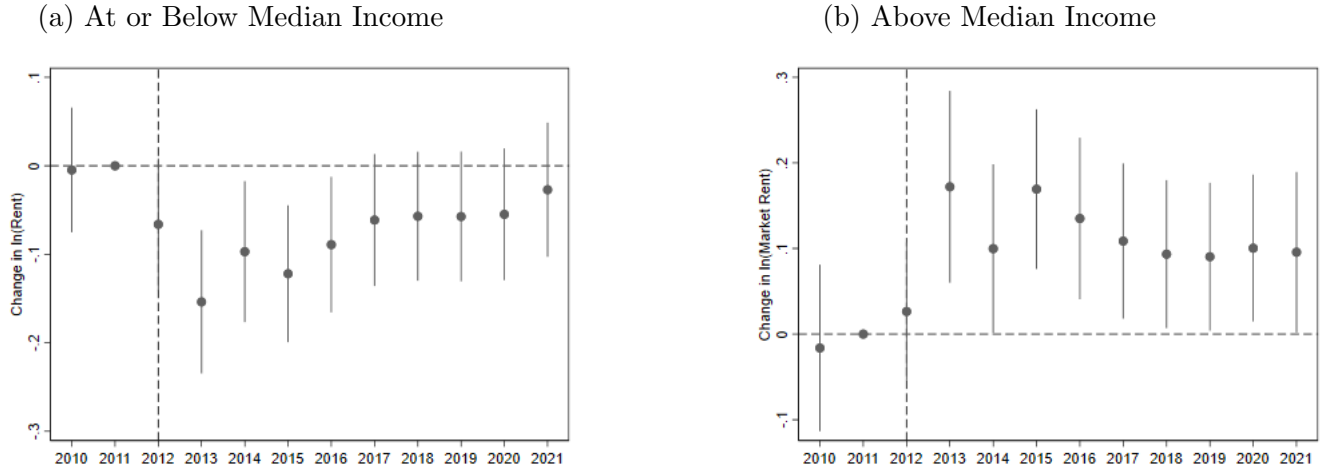 (a) At or Below Median Income
Change in ln(Rent)
.1
0
-.1
-.2
-.3
2010 2011 2012 2013 2014 2015 2016 2017 2018 2019 2020 2021
(b) Above Median Income
Change in ln(Market Rent)
.3
.2
.1
0
-.1
2010 2011 2012 2013 2014 2015 2016 2017 2018 2019 2020 2021